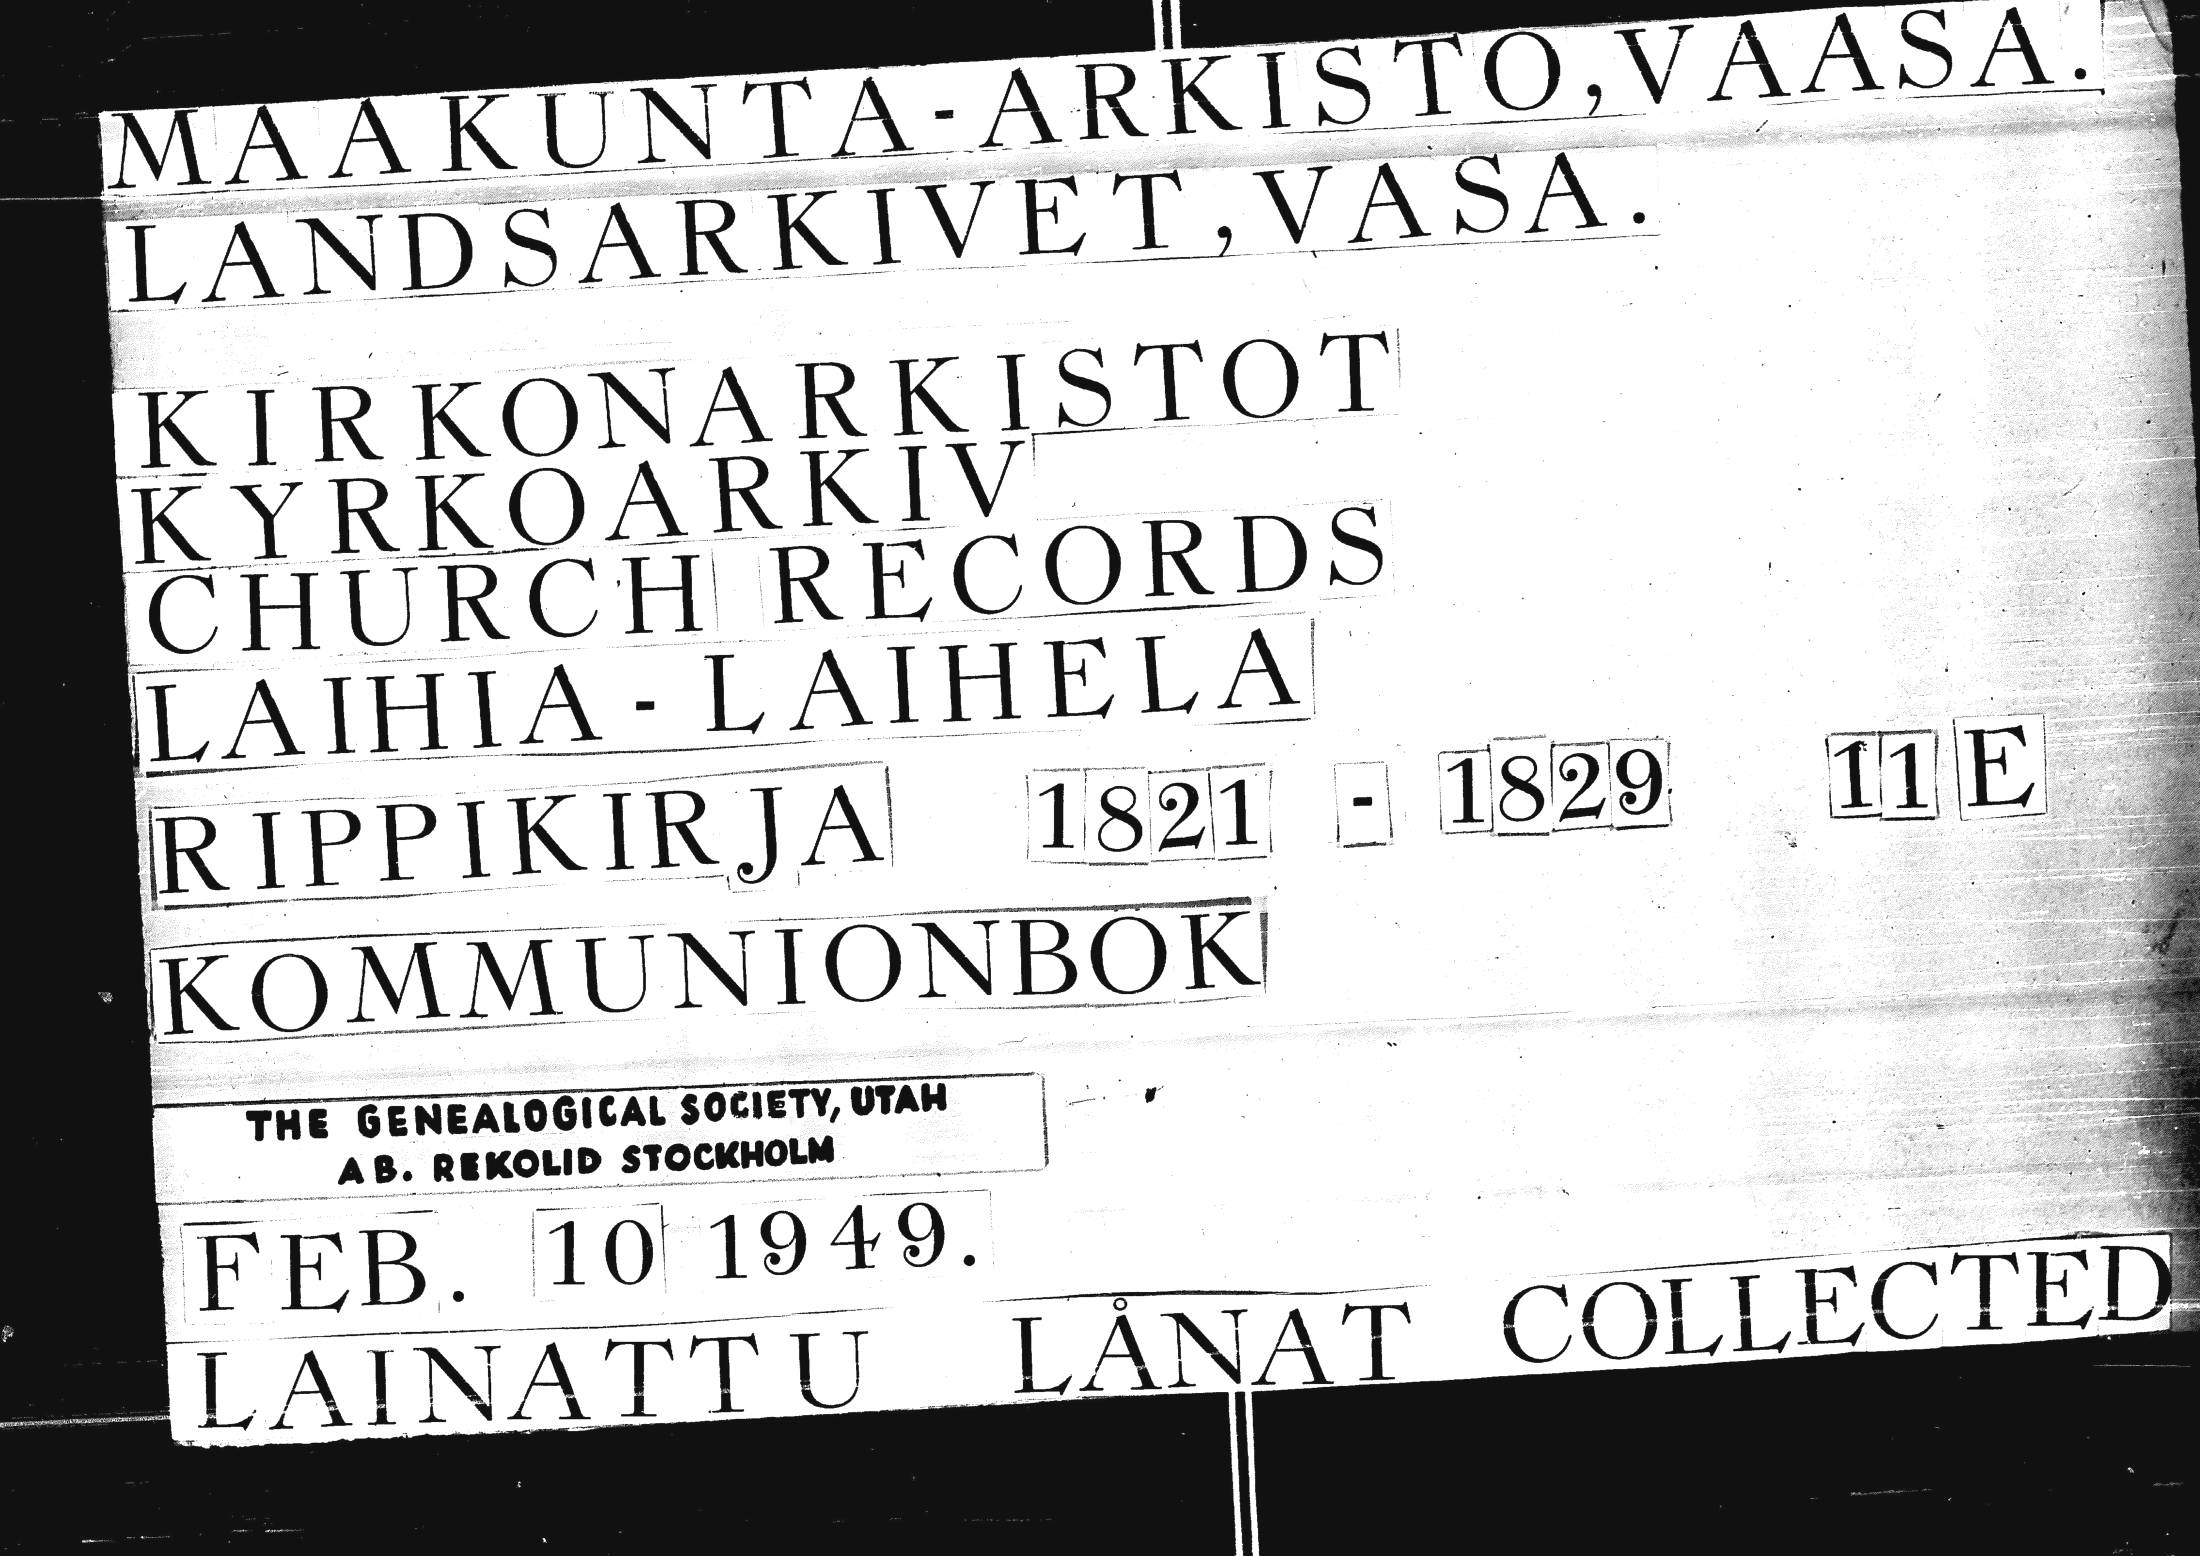 MAAKUNTA-ARKISTO, VAASA.
LANDSARKIVET, VASA.
KIRKONARKISTOT
KYRKOARKIV
CHURCH RECORDS
LAIHIA - LAIHELA
RIPPIKIRJA 1821 - 1829 11E
KOMMUNIONBOK
THE GENEALOGICAL SOCIETY, UTAH
AB. REKOLID STOCKHOLM
FEB. 10 1949.
LAINATTU LÅNAT COLLECTED